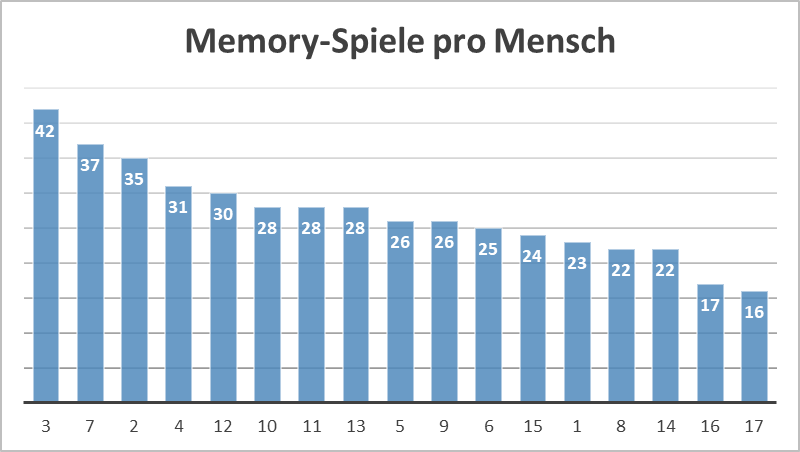 Memory-Spiele pro Mensch
42 37 35 31 30 28 28 28 26 26 25 24 23 22 22 17 16
3 7 2 4 12 10 11 13 5 9 6 15 1 8 14 16 17